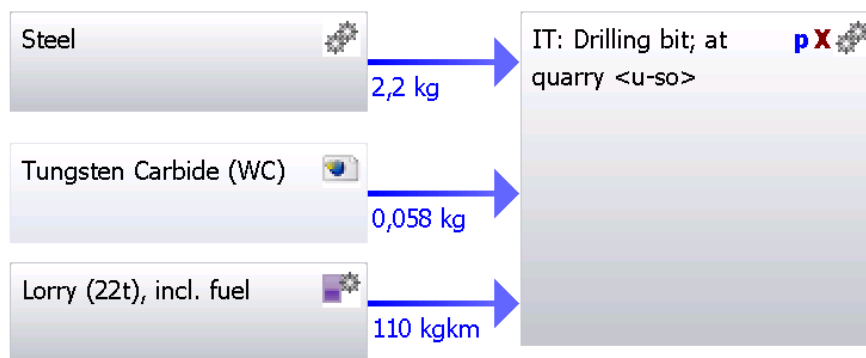 Steel
2,2 kg
IT: Drilling bit; at
quarry <u-so>
p X
Tungsten Carbide (WC)
0,058 kg
Lorry (22t), incl. fuel
110 kgkm